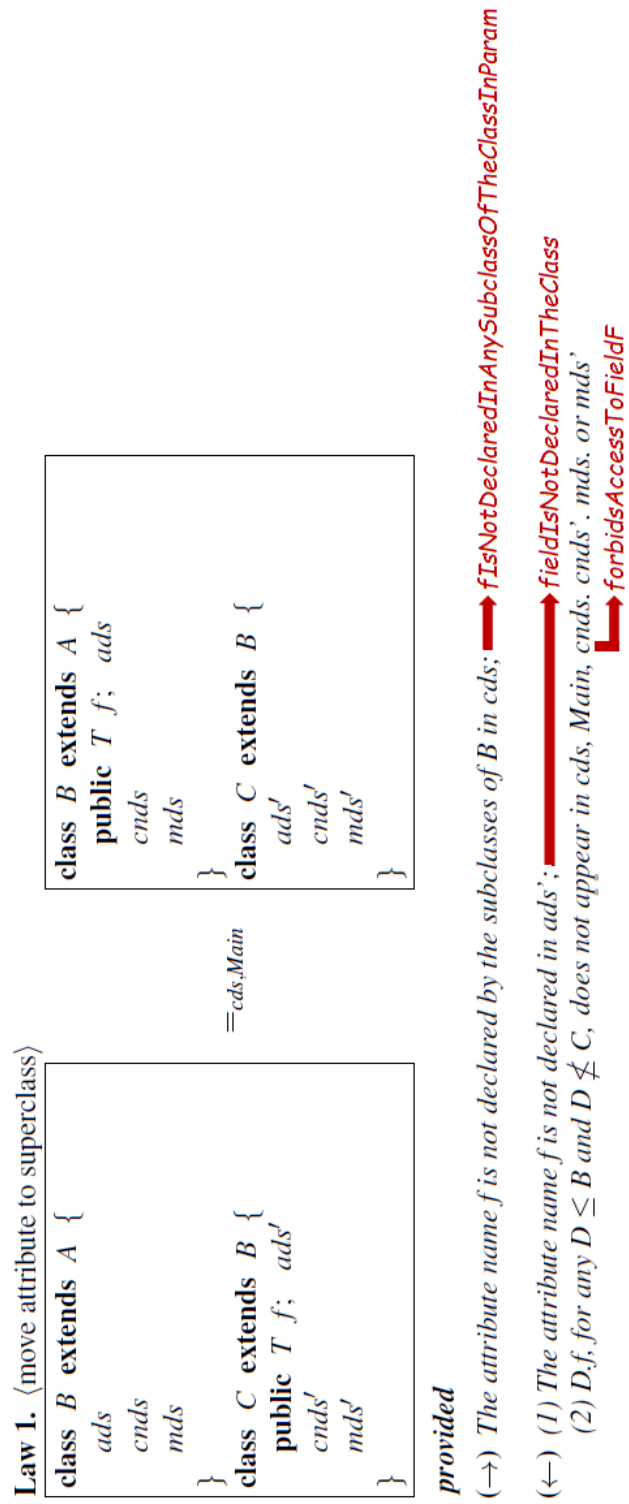 Law 1. ⟨move attribute to superclass⟩
class B extends A {
ads
cnds
mds
}
class C extends B {
public T f; ads′
cnds′
mds′
}
=cds,Main
class B extends A {
public T f; ads
cnds
mds
}
class C extends B {
ads′
cnds′
mds′
}
provided
(→) The attribute name f is not declared by the subclasses of B in cds; fIsNotDeclaredInAnySubclassOfTheClassInParam
(←) (1) The attribute name f is not declared in ads'; fieldIsNotDeclaredInTheClass
(2) D.f, for any D ≤ B and D ≰ C, does not appear in cds, Main, cnds. cnds'. mds. or mds'
forbidsAccessToFieldF